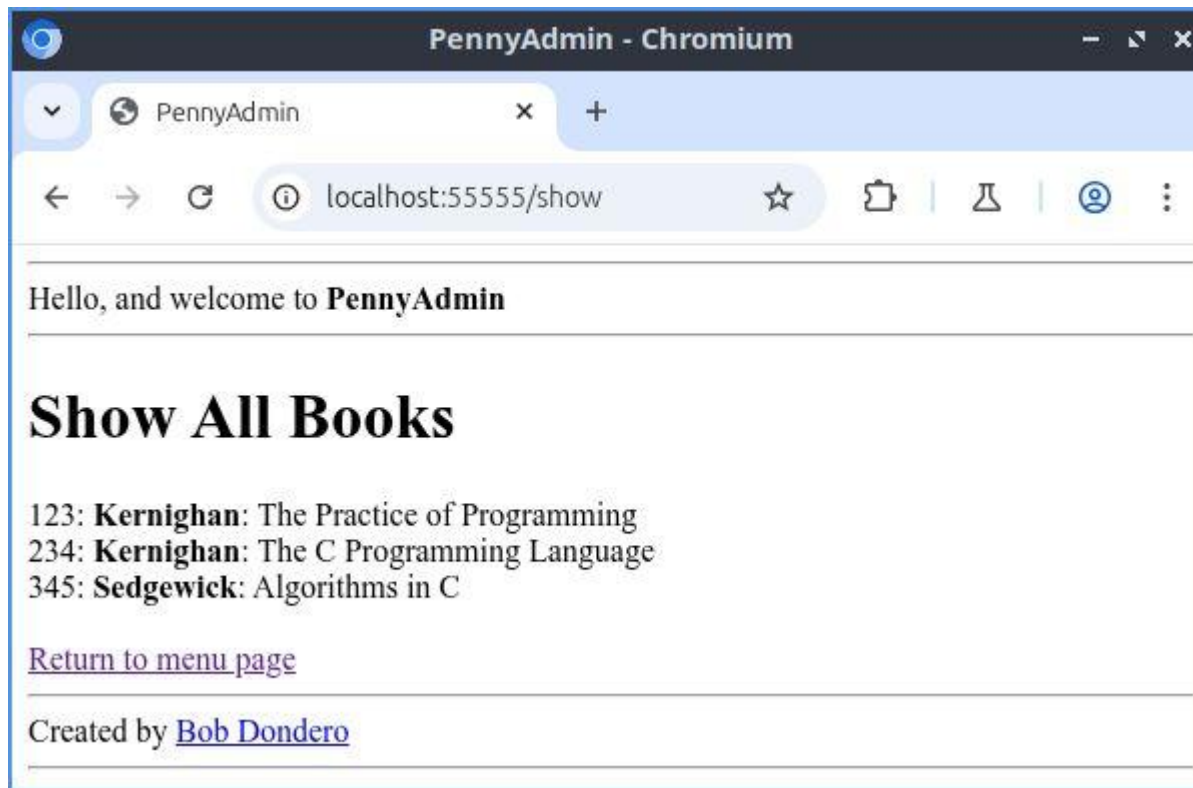 PennyAdmin - Chromium
PennyAdmin
localhost:55555/show
Hello, and welcome to PennyAdmin
Show All Books
123: Kernighan: The Practice of Programming
234: Kernighan: The C Programming Language
345: Sedgewick: Algorithms in C
Return to menu page
Created by Bob Dondero